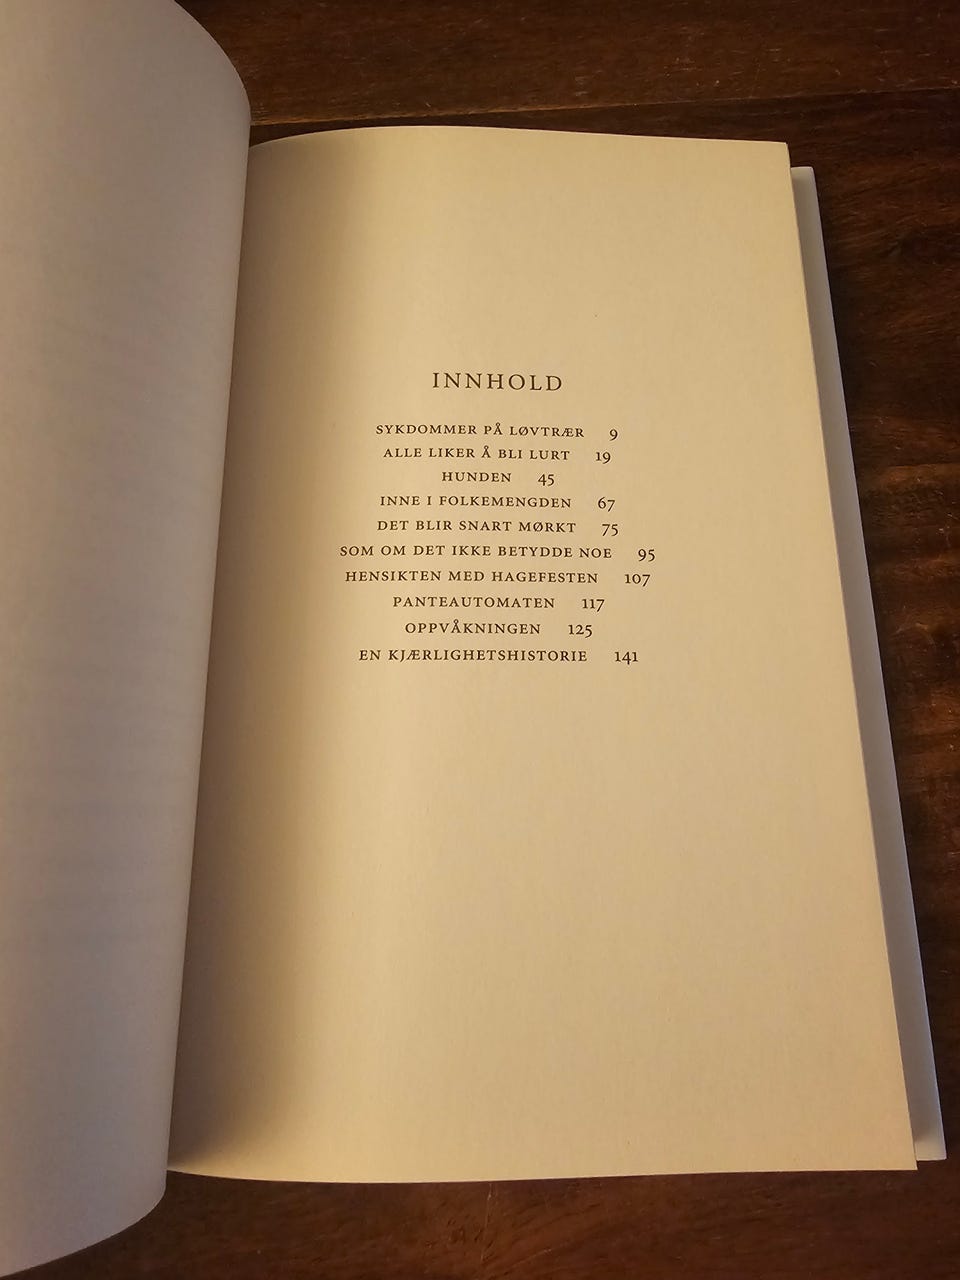 INNHOLD
SYKDOMMER PÅ LØVTRÆR 9
ALLE LIKER Å BLI LURT 19
HUNDEN 45
INNE I FOLKEMENGDEN 67
DET BLIR SNART MØRKT 75
SOM OM DET IKKE BETYDDE NOE 95
HENSIKTEN MED HAGEFESTEN 107
PANTEAUTOMATEN 117
OPPVÅKNINGEN 125
EN KJÆRLIGHETSHISTORIE 141